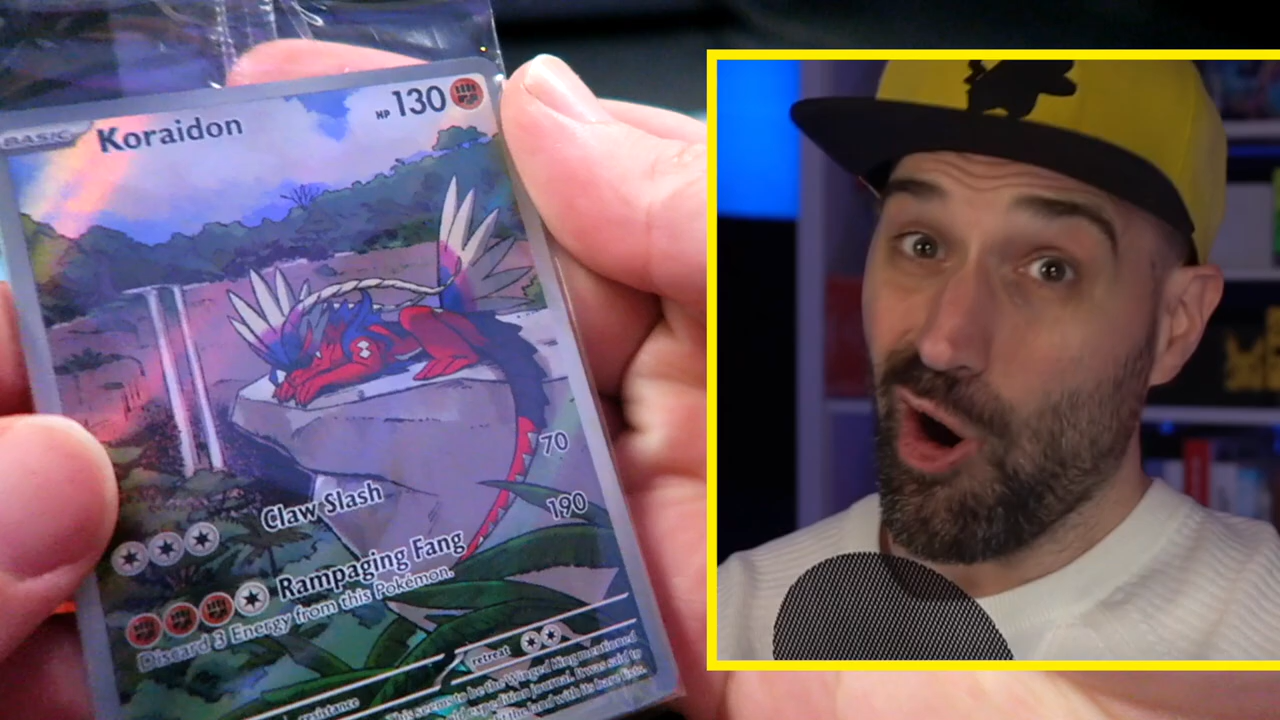 BASIC
Koraidon
HP 130
Claw Slash 70
Rampaging Fang 190
Discard 3 Energy from this Pokémon.
resistance
retreat
This seems to be the Winged King mentioned
expedition journal. It was said to
the land with its bare fists.